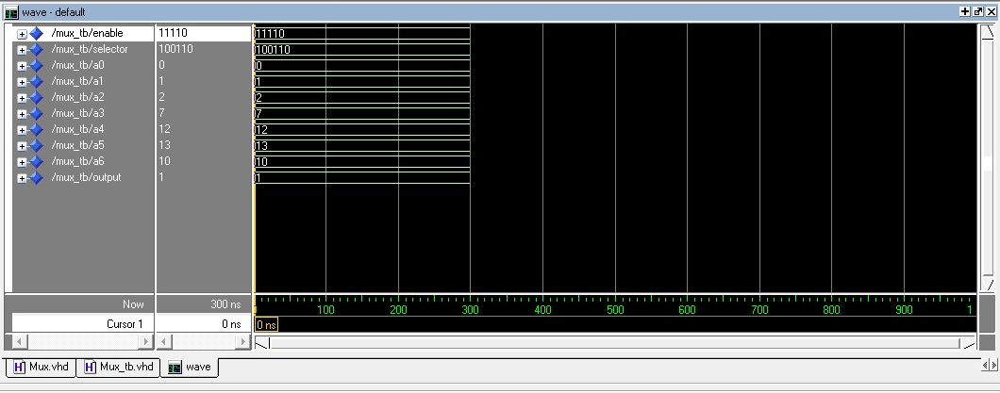 wave - default
/mux_tb/enable 11110 11110
/mux_tb/selector 100110 100110
/mux_tb/a0 0 0
/mux_tb/a1 1 1
/mux_tb/a2 2 2
/mux_tb/a3 7 7
/mux_tb/a4 12 12
/mux_tb/a5 13 13
/mux_tb/a6 10 10
/mux_tb/output 1 1
Now 300 ns 100 200 300 400 500 600 700 800 900 1
Cursor 1 0 ns 0 ns
Mux.vhd Mux_tb.vhd wave